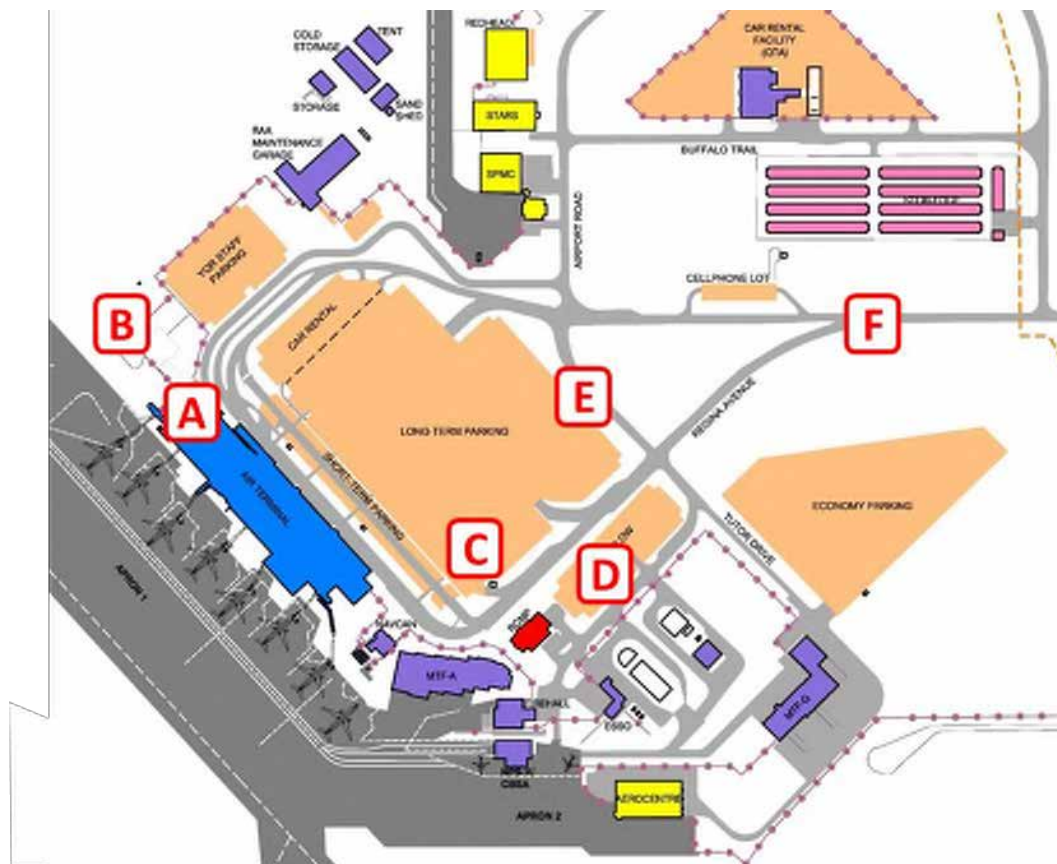 COLD
STORAGE
TENT
STORAGE
SAND
SHED
RAA
MAINTENANCE
GARAGE
STARS
SPMC
CAR RENTAL
FACILITY
(QTA)
BUFFALO TRAIL
AIRPORT ROAD
CELLPHONE LOT
YQR STAFF
PARKING
CAR RENTAL
B
F
A
E
LONG-TERM PARKING
REGINA AVENUE
SHORT-TERM PARKING
AIR TERMINAL
ECONOMY PARKING
TUTOR DRIVE
C
D
APRON 1
RCMP
NAVCAN
MTF-A
MTF-G
ESSO
CBSA
AEROCENTRE
APRON 2